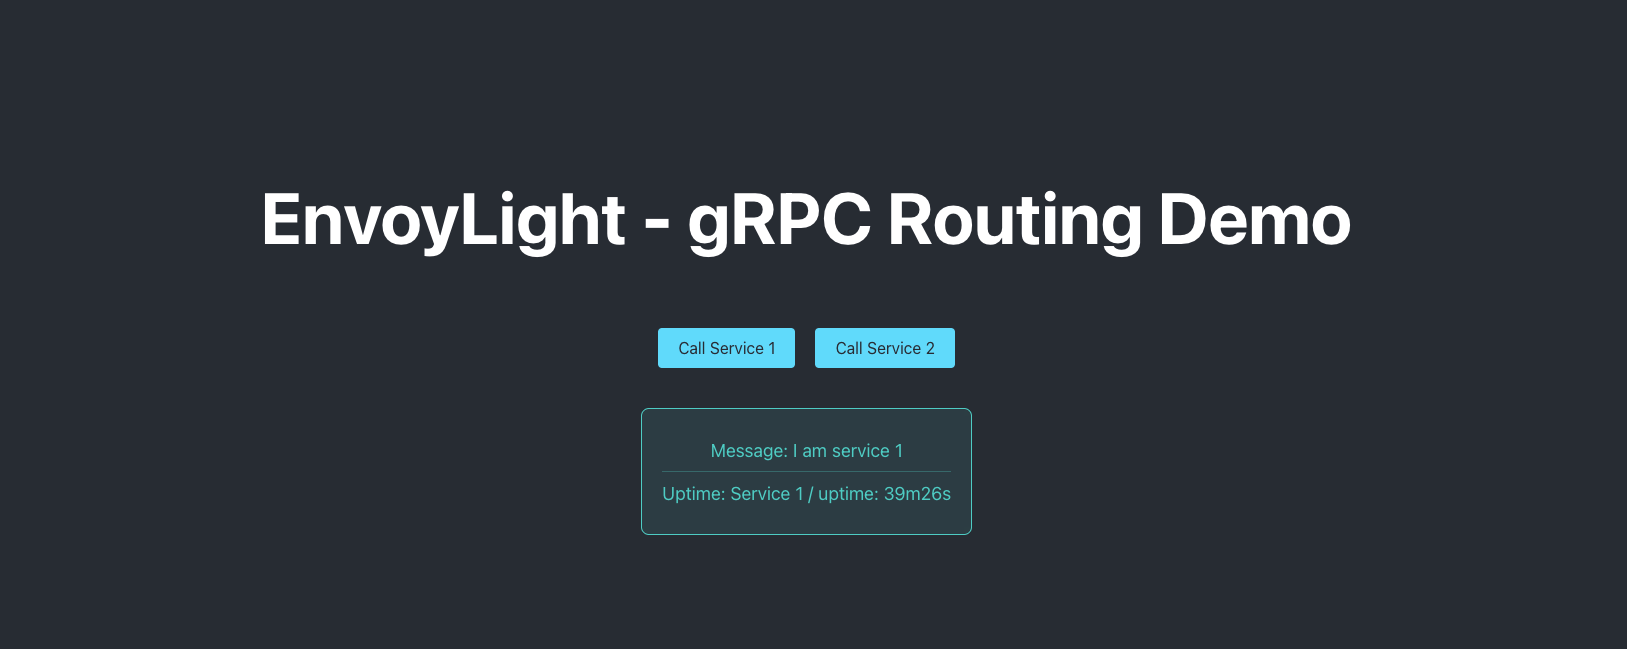 EnvoyLight - gRPC Routing Demo
Call Service 1 Call Service 2
Message: I am service 1
Uptime: Service 1 / uptime: 39m26s